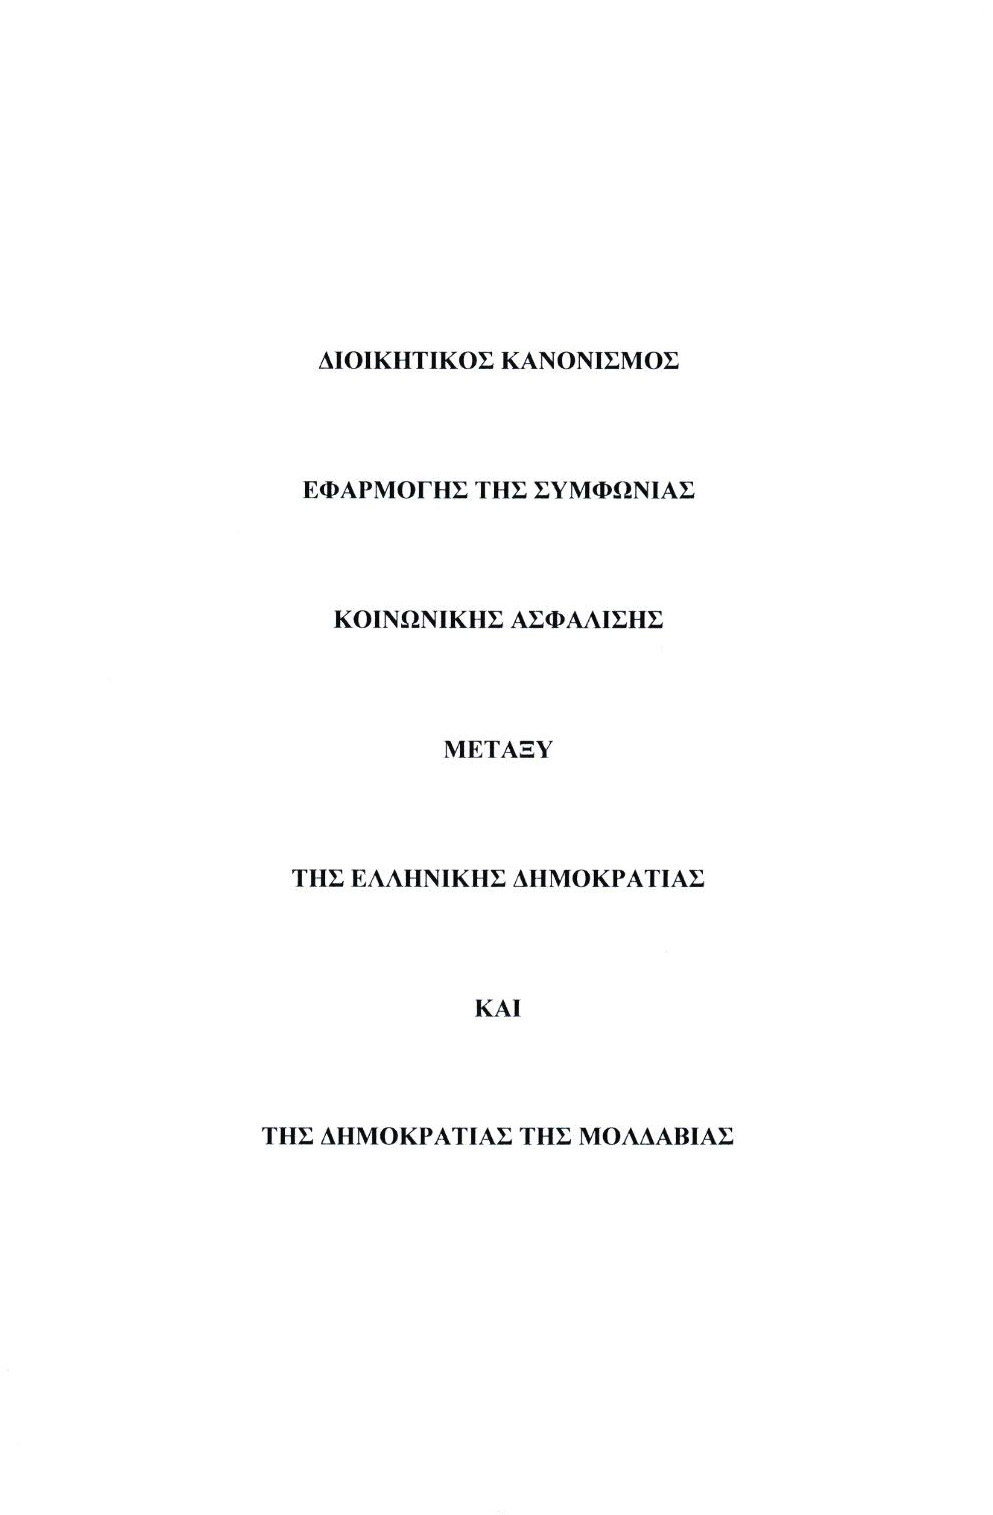 ΔΙΟΙΚΗΤΙΚΟΣ ΚΑΝΟΝΙΣΜΟΣ
ΕΦΑΡΜΟΓΗΣ ΤΗΣ ΣΥΜΦΩΝΙΑΣ
ΚΟΙΝΩΝΙΚΗΣ ΑΣΦΑΛΙΣΗΣ
ΜΕΤΑΞΥ
ΤΗΣ ΕΛΛΗΝΙΚΗΣ ΔΗΜΟΚΡΑΤΙΑΣ
ΚΑΙ
ΤΗΣ ΔΗΜΟΚΡΑΤΙΑΣ ΤΗΣ ΜΟΛΔΑΒΙΑΣ